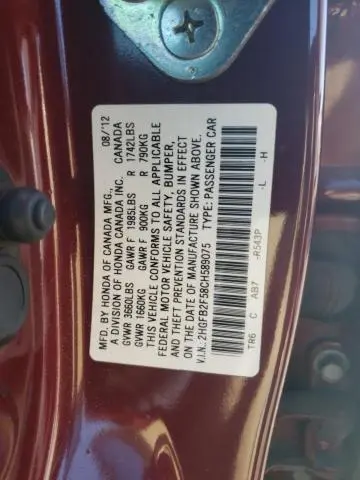 MFD. BY HONDA OF CANADA MFG., 08/'12
A DIVISION OF HONDA CANADA INC. CANADA
GVWR 3660LBS GAWR F 1985LBS R 1742LBS
GVWR 1660KG GAWR F 900KG R 790KG
THIS VEHICLE CONFORMS TO ALL APPLICABLE
FEDERAL MOTOR VEHICLE SAFETY, BUMPER,
AND THEFT PREVENTION STANDARDS IN EFFECT
ON THE DATE OF MANUFACTURE SHOWN ABOVE.
V.I.N.: 2HGFB2F58CH589075 TYPE: PASSENGER CAR
TR6 C AB7 -R543P -L -H